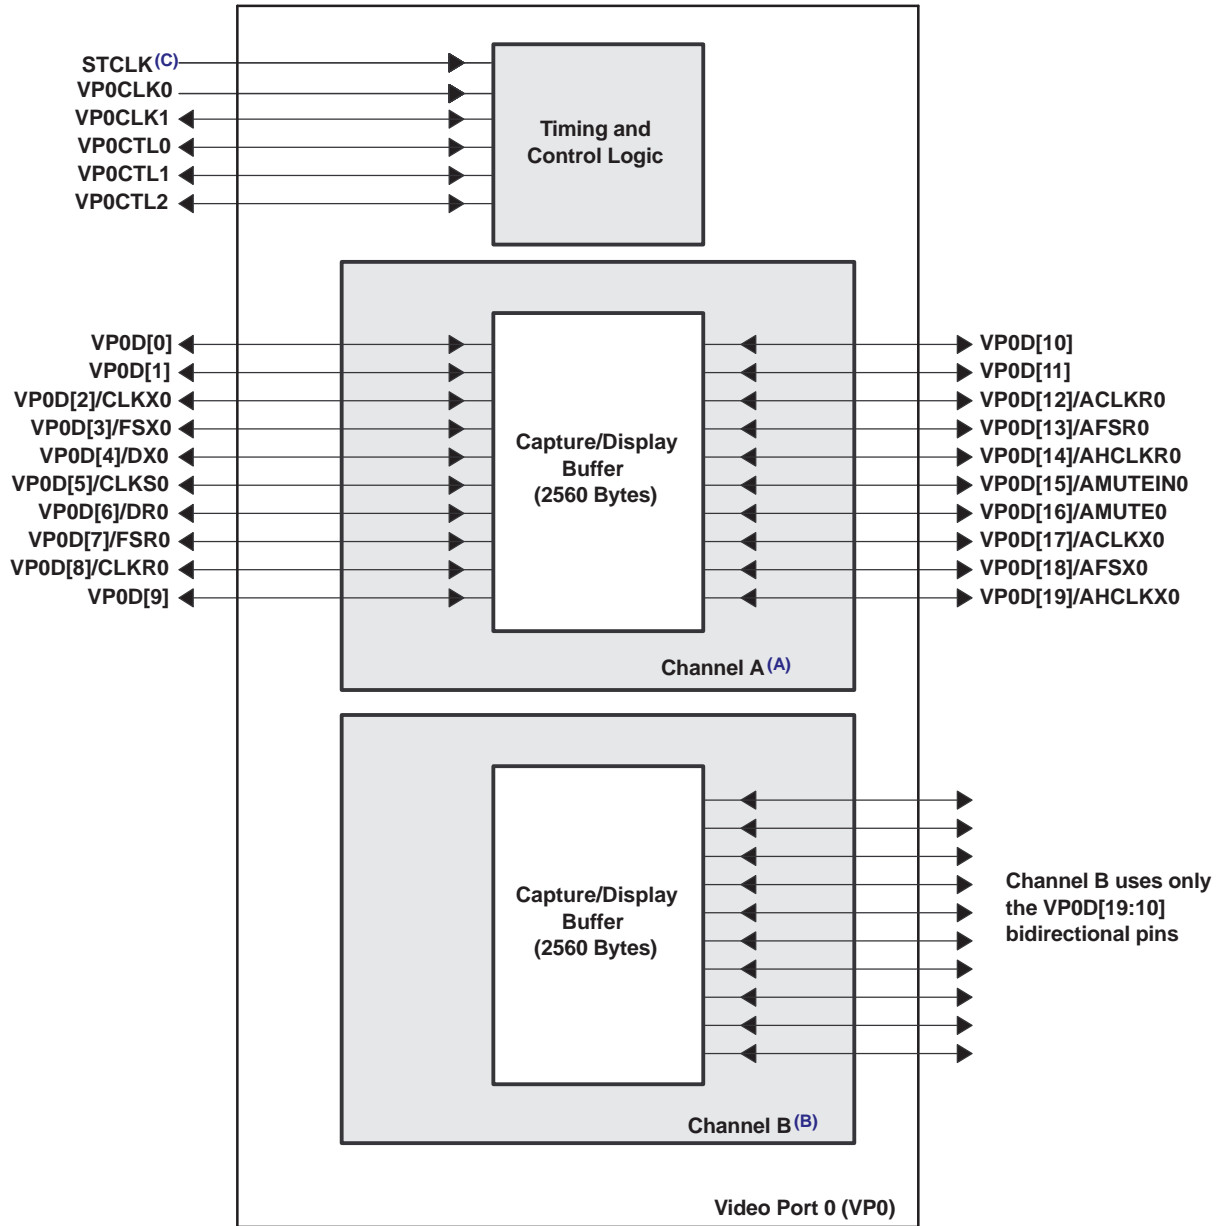 STCLK(C)
VP0CLK0
VP0CLK1
VP0CTL0
VP0CTL1
VP0CTL2
Timing and
Control Logic
VP0D[0]
VP0D[1]
VP0D[2]/CLKX0
VP0D[3]/FSX0
VP0D[4]/DX0
VP0D[5]/CLKS0
VP0D[6]/DR0
VP0D[7]/FSR0
VP0D[8]/CLKR0
VP0D[9]
Capture/Display
Buffer
(2560 Bytes)
VP0D[10]
VP0D[11]
VP0D[12]/ACLKR0
VP0D[13]/AFSR0
VP0D[14]/AHCLKR0
VP0D[15]/AMUTEIN0
VP0D[16]/AMUTE0
VP0D[17]/ACLKX0
VP0D[18]/AFSX0
VP0D[19]/AHCLKX0
Channel A(A)
Capture/Display
Buffer
(2560 Bytes)
Channel B uses only
the VP0D[19:10]
bidirectional pins
Channel B(B)
Video Port 0 (VP0)